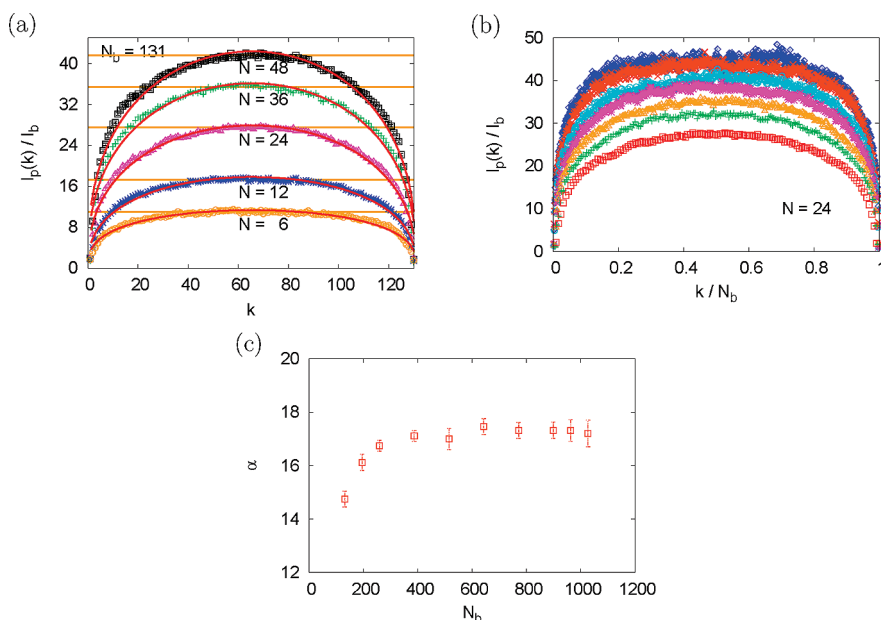 (a)
N_b = 131
N = 48
N = 36
N = 24
N = 12
N = 6
40
32
24
16
8
0
l_p(k) / l_b
0 20 40 60 80 100 120
k
(b)
50
40
30
20
10
0
l_p(k) / l_b
N = 24
0 0.2 0.4 0.6 0.8 1
k / N_b
(c)
20
18
16
14
12
α
0 200 400 600 800 1000 1200
N_b